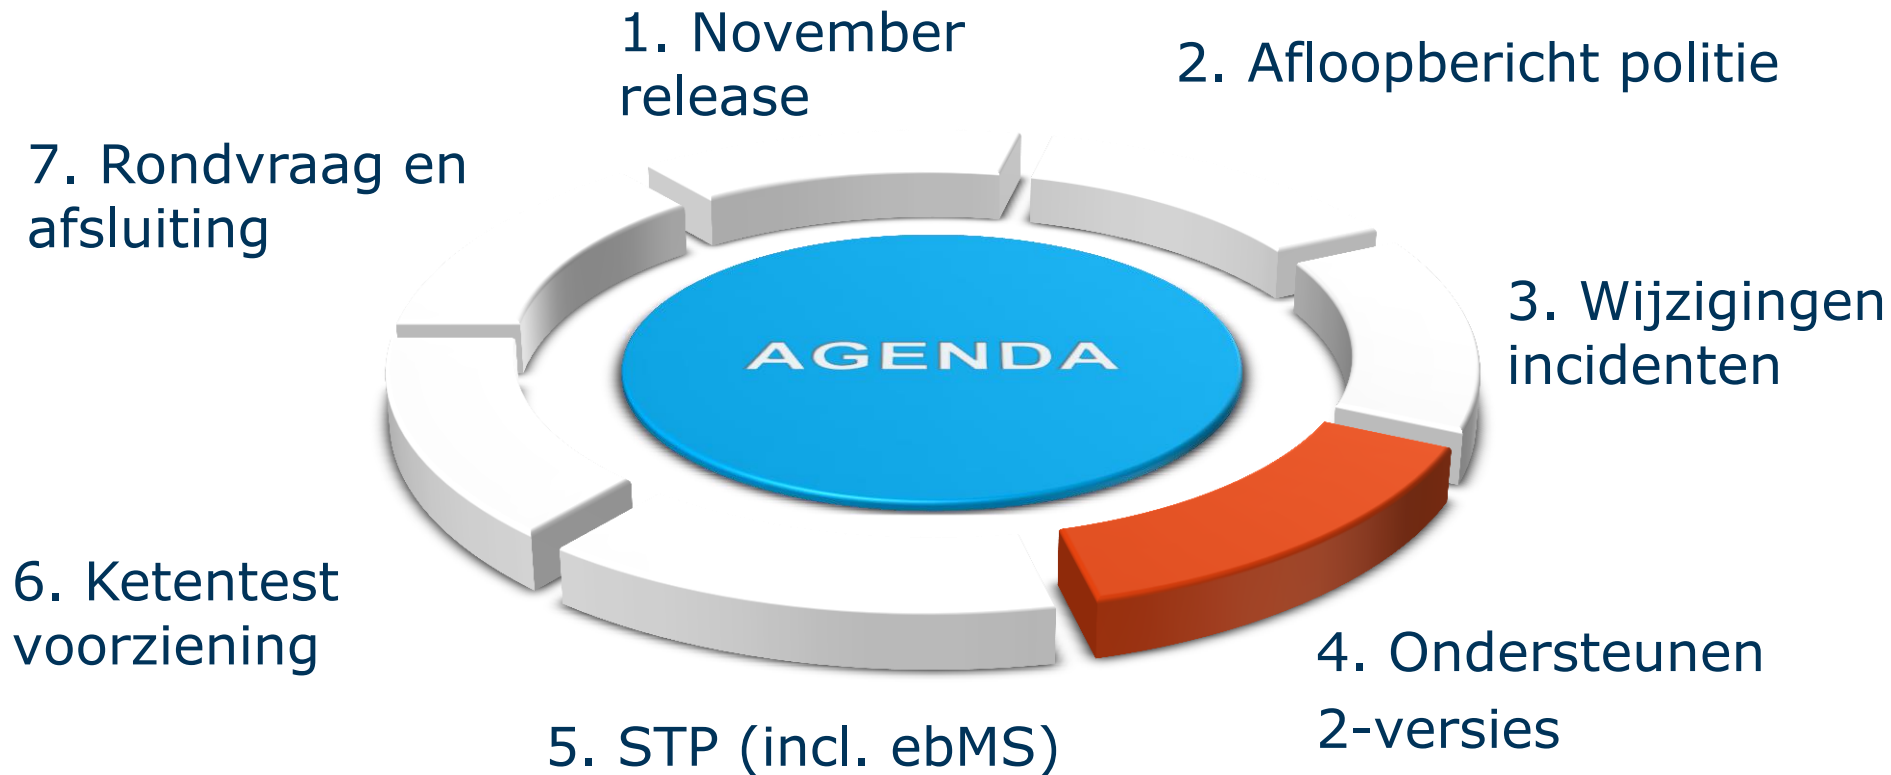 1. November
release
2. Afloopbericht politie
3. Wijzigingen
incidenten
4. Ondersteunen
2-versies
5. STP (incl. ebMS)
6. Ketentest
voorziening
7. Rondvraag en
afsluiting
AGENDA